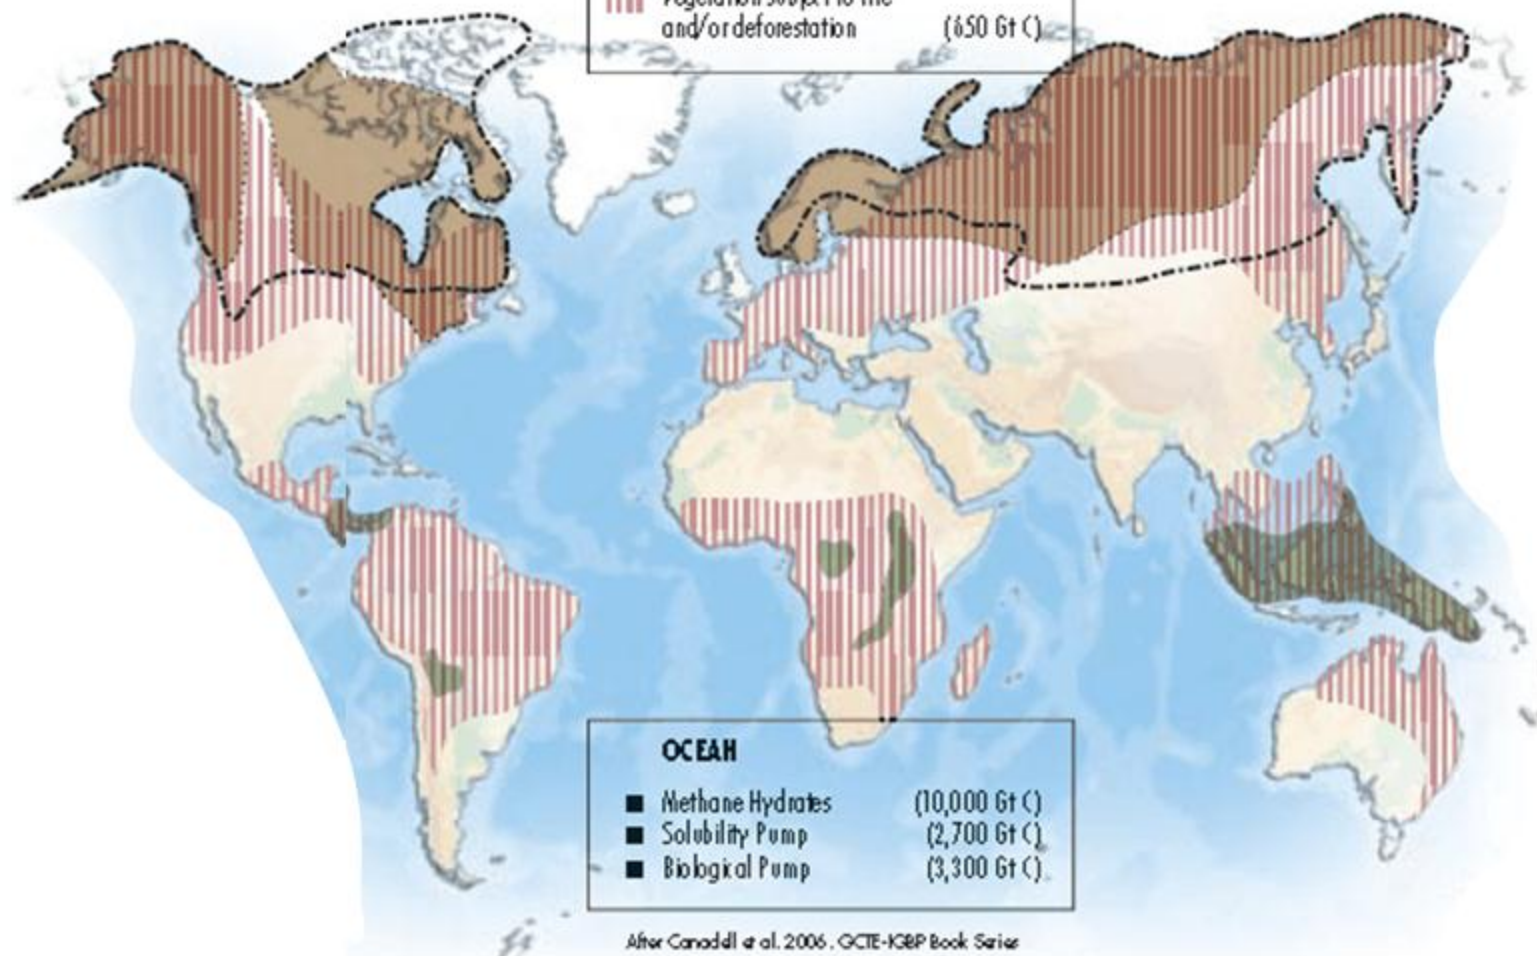 and/or deforestation (650 Gt C)
OCEAN
Methane Hydrates (10,000 Gt C)
Solubility Pump (2,700 Gt C)
Biological Pump (3,300 Gt C)
After Canadell et al. 2006. GCTE-IGBP Book Series